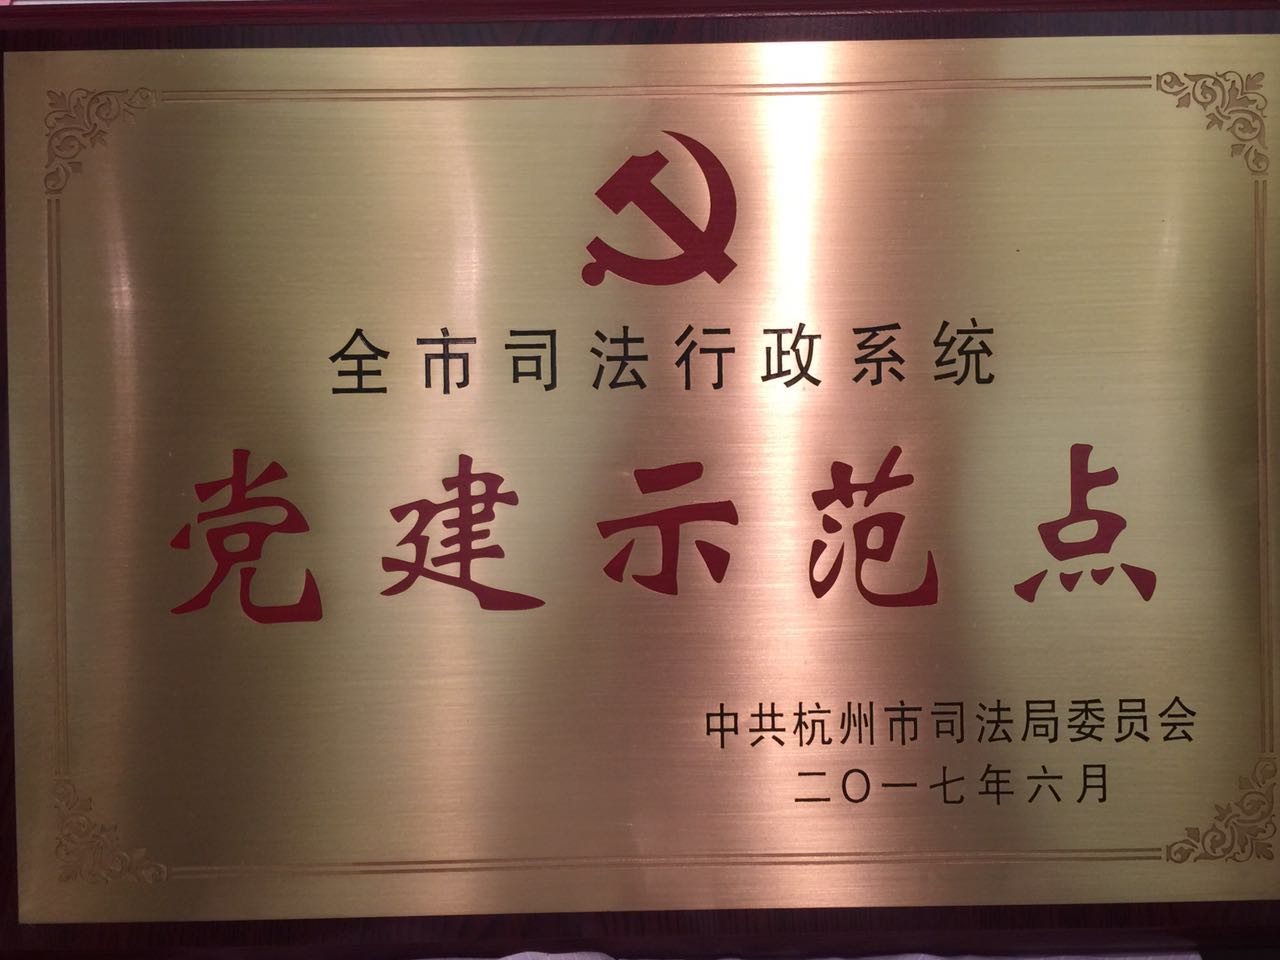 全市司法行政系统
党建示范点
中共杭州市司法局委员会
二〇一七年六月